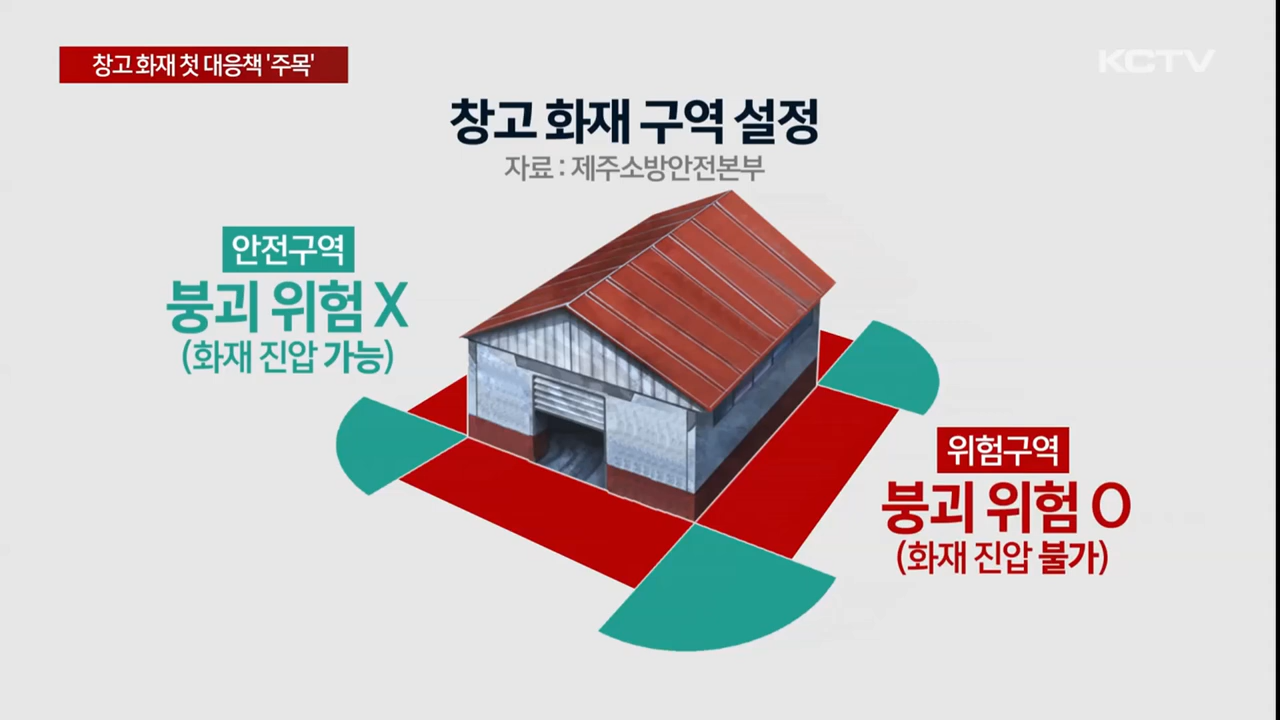 창고 화재 첫 대응책 '주목'
KCTV
창고 화재 구역 설정
자료 : 제주소방안전본부
안전구역
붕괴 위험 X
(화재 진압 가능)
위험구역
붕괴 위험 O
(화재 진압 불가)